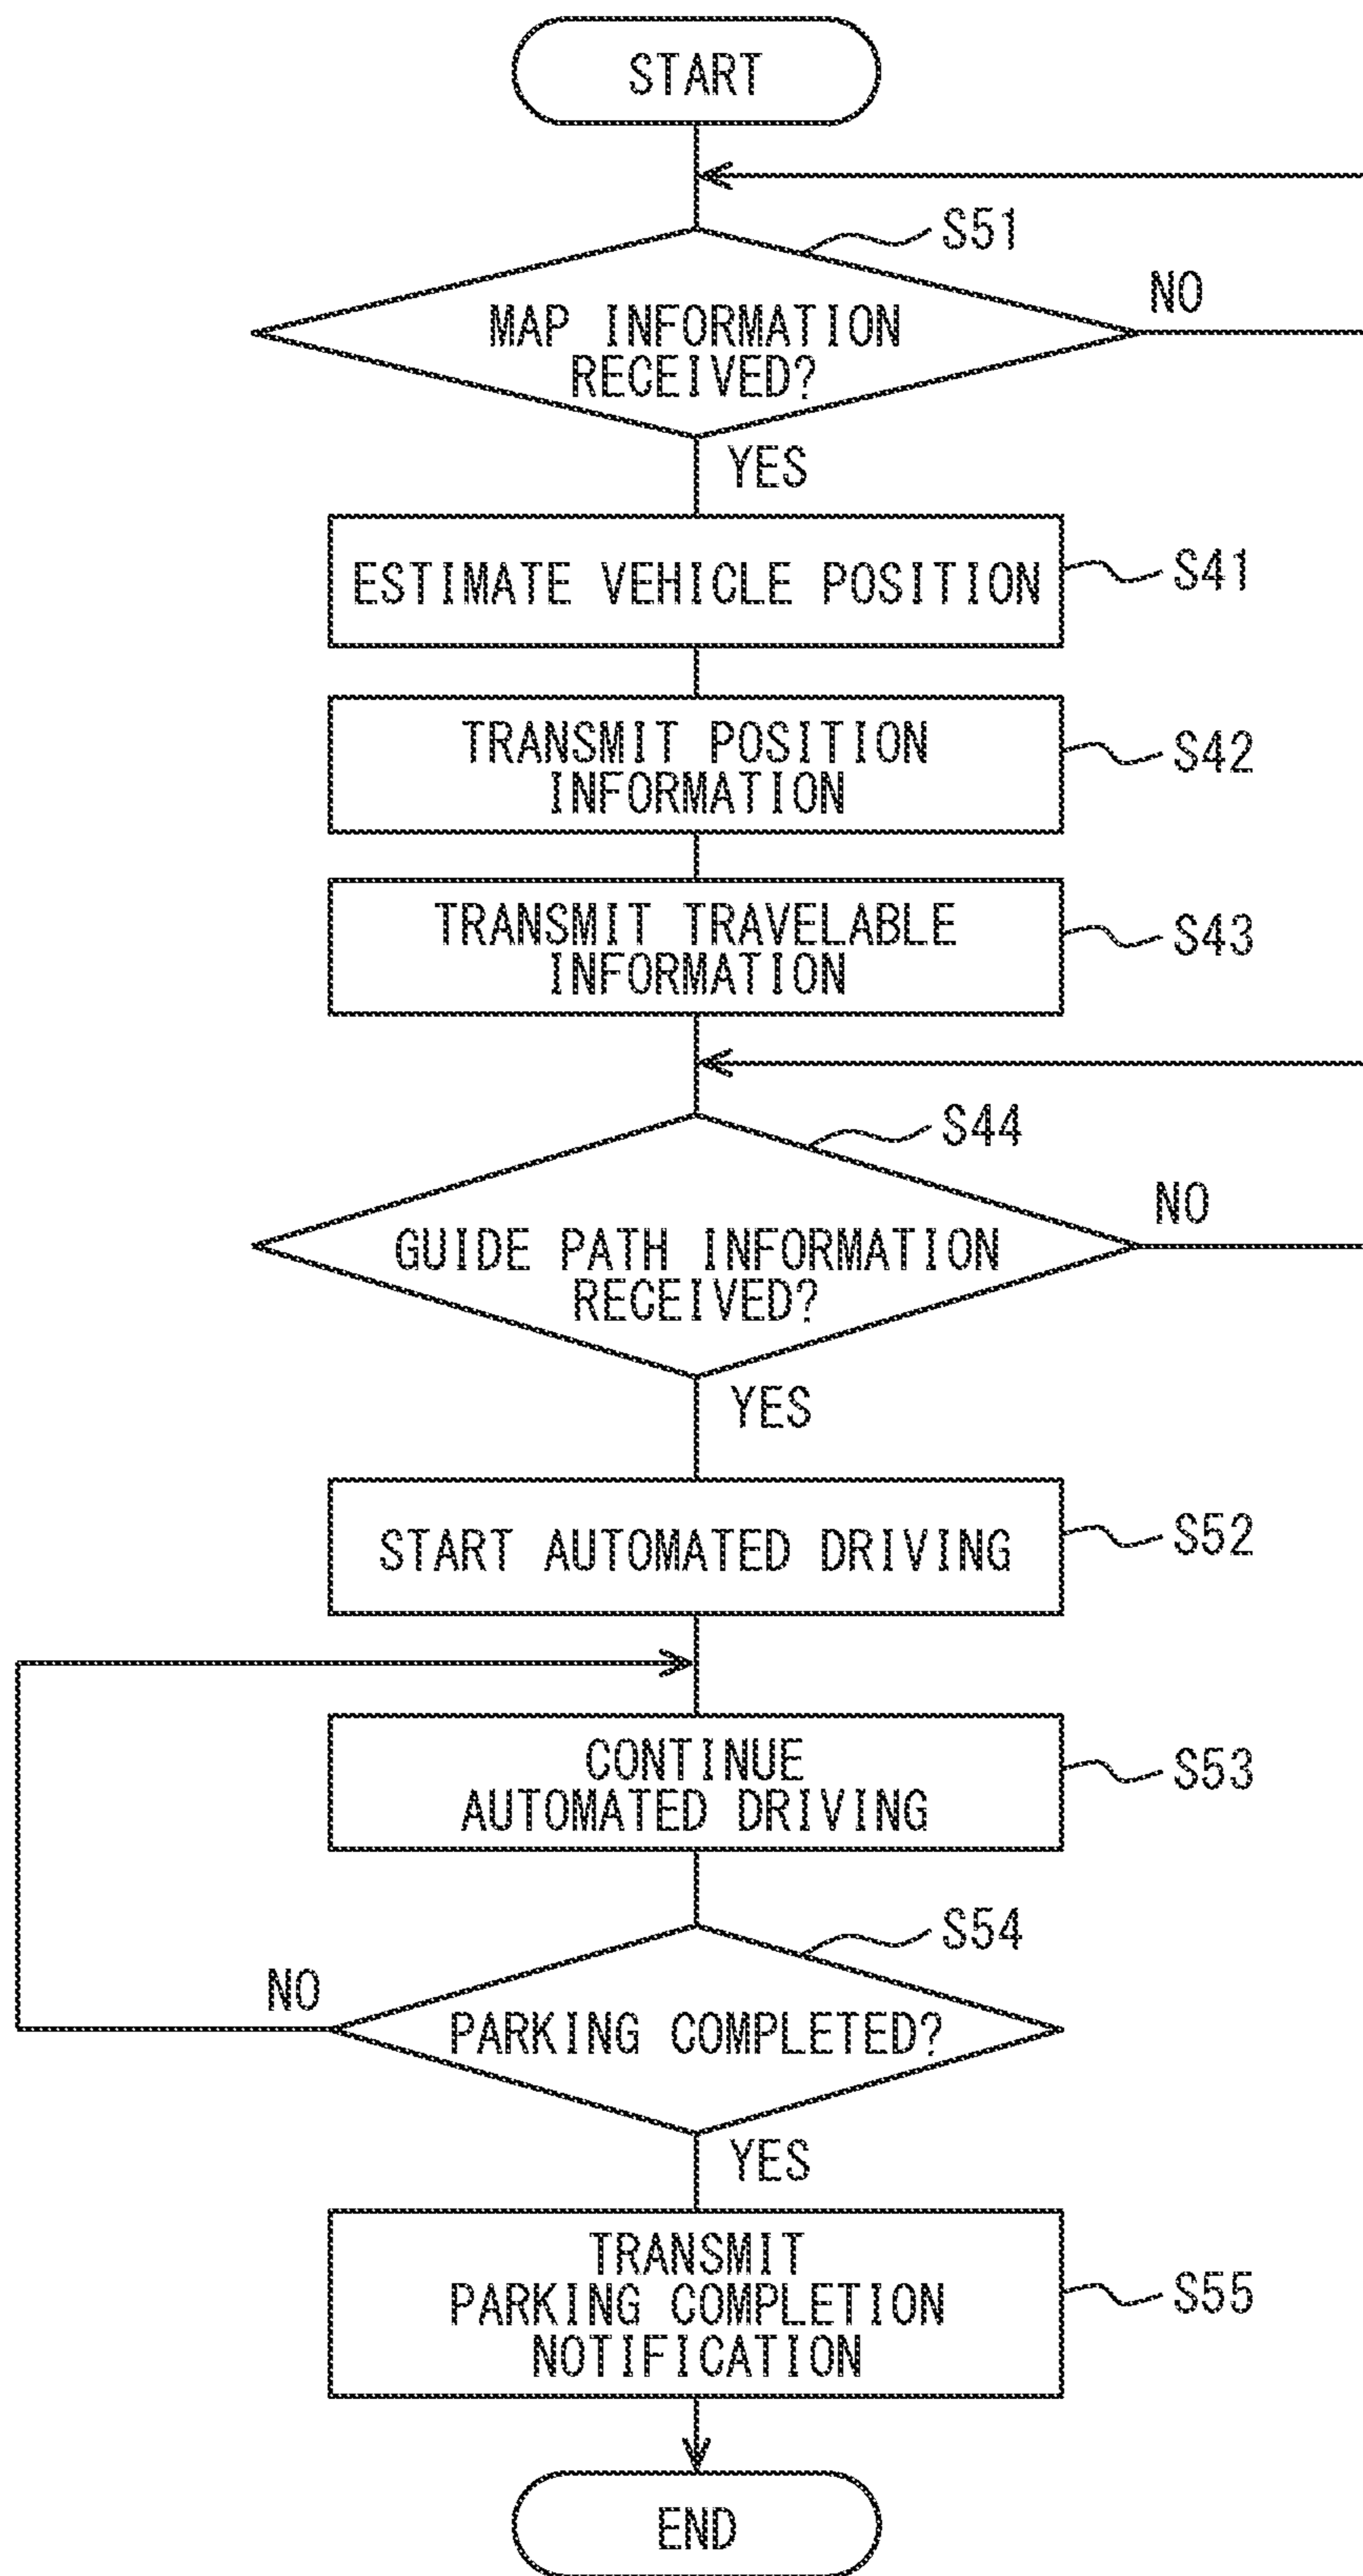 START
S51
NO
MAP INFORMATION
RECEIVED?
YES
ESTIMATE VEHICLE POSITION
S41
TRANSMIT POSITION
INFORMATION
S42
TRANSMIT TRAVELABLE
INFORMATION
S43
S44
NO
GUIDE PATH INFORMATION
RECEIVED?
YES
START AUTOMATED DRIVING
S52
CONTINUE
AUTOMATED DRIVING
S53
S54
NO
PARKING COMPLETED?
YES
TRANSMIT
PARKING COMPLETION
NOTIFICATION
S55
END